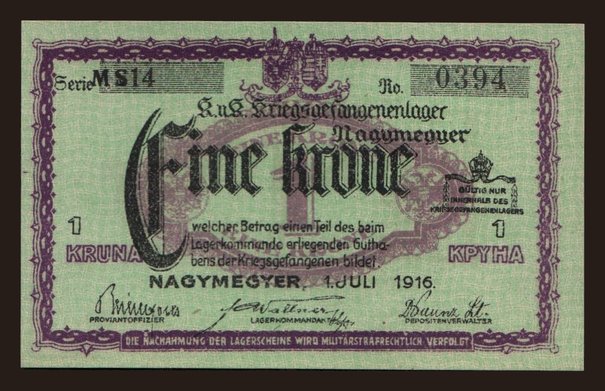 Serie MS14 No. 0394
K.u.K. Kriegsgefangenenlager
Nagymegyer
Eine Krone
1
GÜLTIG NUR
INNERHALB DES
KRIEGSGEFANGENENLAGERS
1 1
KRUNA КРУНА
welcher Betrag einen Teil des beim
Lagerkommando erliegenden Gutha-
bens der Kriegsgefangenen bildet
NAGYMEGYER, 1. JULI 1916.
PROVIANTOFFIZIER LAGERKOMMANDANT DEPOSITENVERWALTER
DIE NACHAHMUNG DER LAGERSCHEINE WIRD MILITÄRSTRAFRECHTLICH VERFOLGT